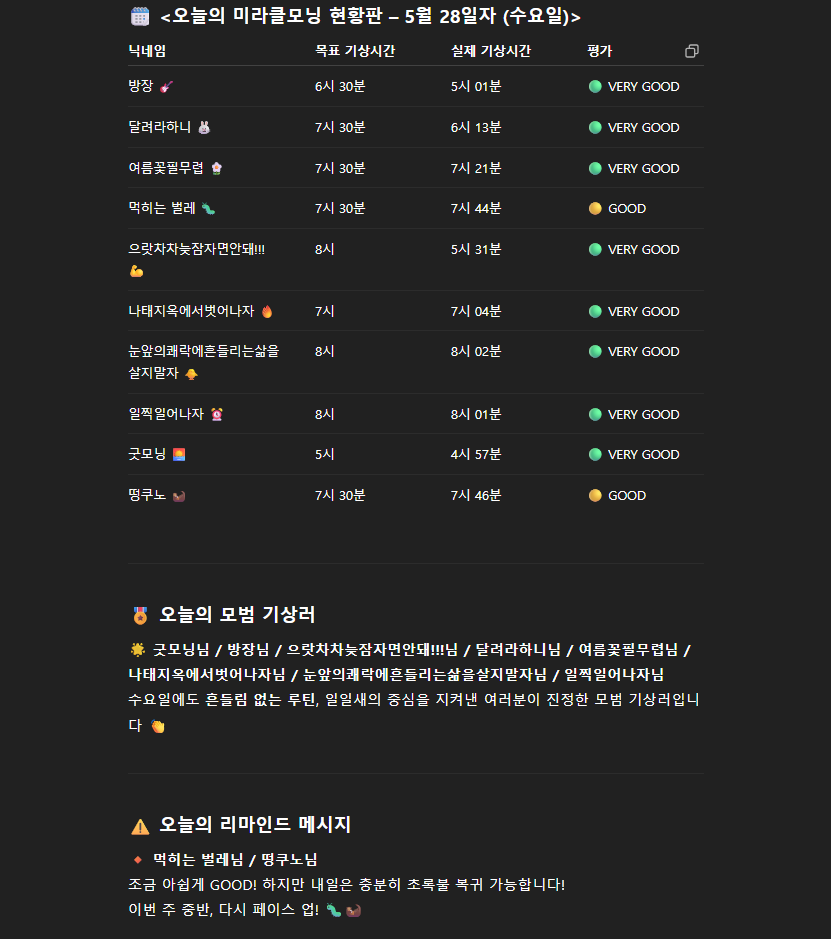 <오늘의 미라클모닝 현황판 – 5월 28일자 (수요일)>
닉네임 목표 기상시간 실제 기상시간 평가
방장 🎸 6시 30분 5시 01분 🟢 VERY GOOD
달려라하니 🐰 7시 30분 6시 13분 🟢 VERY GOOD
여름꽃필무렵 🌸 7시 30분 7시 21분 🟢 VERY GOOD
먹히는 벌레 🐛 7시 30분 7시 44분 🟡 GOOD
으랏차차늦잠자면안돼!!! 8시 5시 31분 🟢 VERY GOOD
💪
나태지옥에서벗어나자 🔥 7시 7시 04분 🟢 VERY GOOD
눈앞의쾌락에흔들리는삶을 8시 8시 02분 🟢 VERY GOOD
살지말자 🐥
일찍일어나자 ⏰ 8시 8시 01분 🟢 VERY GOOD
굿모닝 🌅 5시 4시 57분 🟢 VERY GOOD
떵쿠노 🦦 7시 30분 7시 46분 🟡 GOOD
🏅 오늘의 모범 기상러
🌟 굿모닝님 / 방장님 / 으랏차차늦잠자면안돼!!!님 / 달려라하니님 / 여름꽃필무렵님 /
나태지옥에서벗어나자님 / 눈앞의쾌락에흔들리는삶을살지말자님 / 일찍일어나자님
수요일에도 흔들림 없는 루틴, 일일새의 중심을 지켜낸 여러분이 진정한 모범 기상러입니
다 👏
⚠️ 오늘의 리마인드 메시지
🔸 먹히는 벌레님 / 떵쿠노님
조금 아쉽게 GOOD! 하지만 내일은 충분히 초록불 복귀 가능합니다!
이번 주 중반, 다시 페이스 업! 🐛🦦